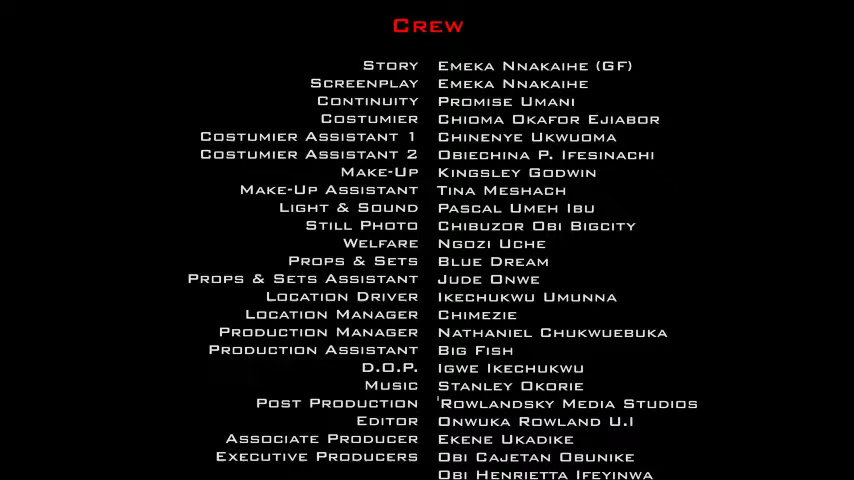 Crew
Story Emeka Nnakaihe (GF)
Screenplay Emeka Nnakaihe
Continuity Promise Umani
Costumier Chioma Okafor Ejiabor
Costumier Assistant 1 Chinenye Ukwuoma
Costumier Assistant 2 Obiechina P. Ifesinachi
Make-Up Kingsley Godwin
Make-Up Assistant Tina Meshach
Light & Sound Pascal Umeh Ibu
Still Photo Chibuzor Obi Bigcity
Welfare Ngozi Uche
Props & Sets Blue Dream
Props & Sets Assistant Jude Onwe
Location Driver Ikechukwu Umunna
Location Manager Chimezie
Production Manager Nathaniel Chukwuebuka
Production Assistant Big Fish
D.O.P. Igwe Ikechukwu
Music Stanley Okorie
Post Production 'Rowlandsky Media Studios
Editor Onwuka Rowland U.I
Associate Producer Ekene Ukadike
Executive Producers Obi Cajetan Obunike
Obi Henrietta Ifeyinwa